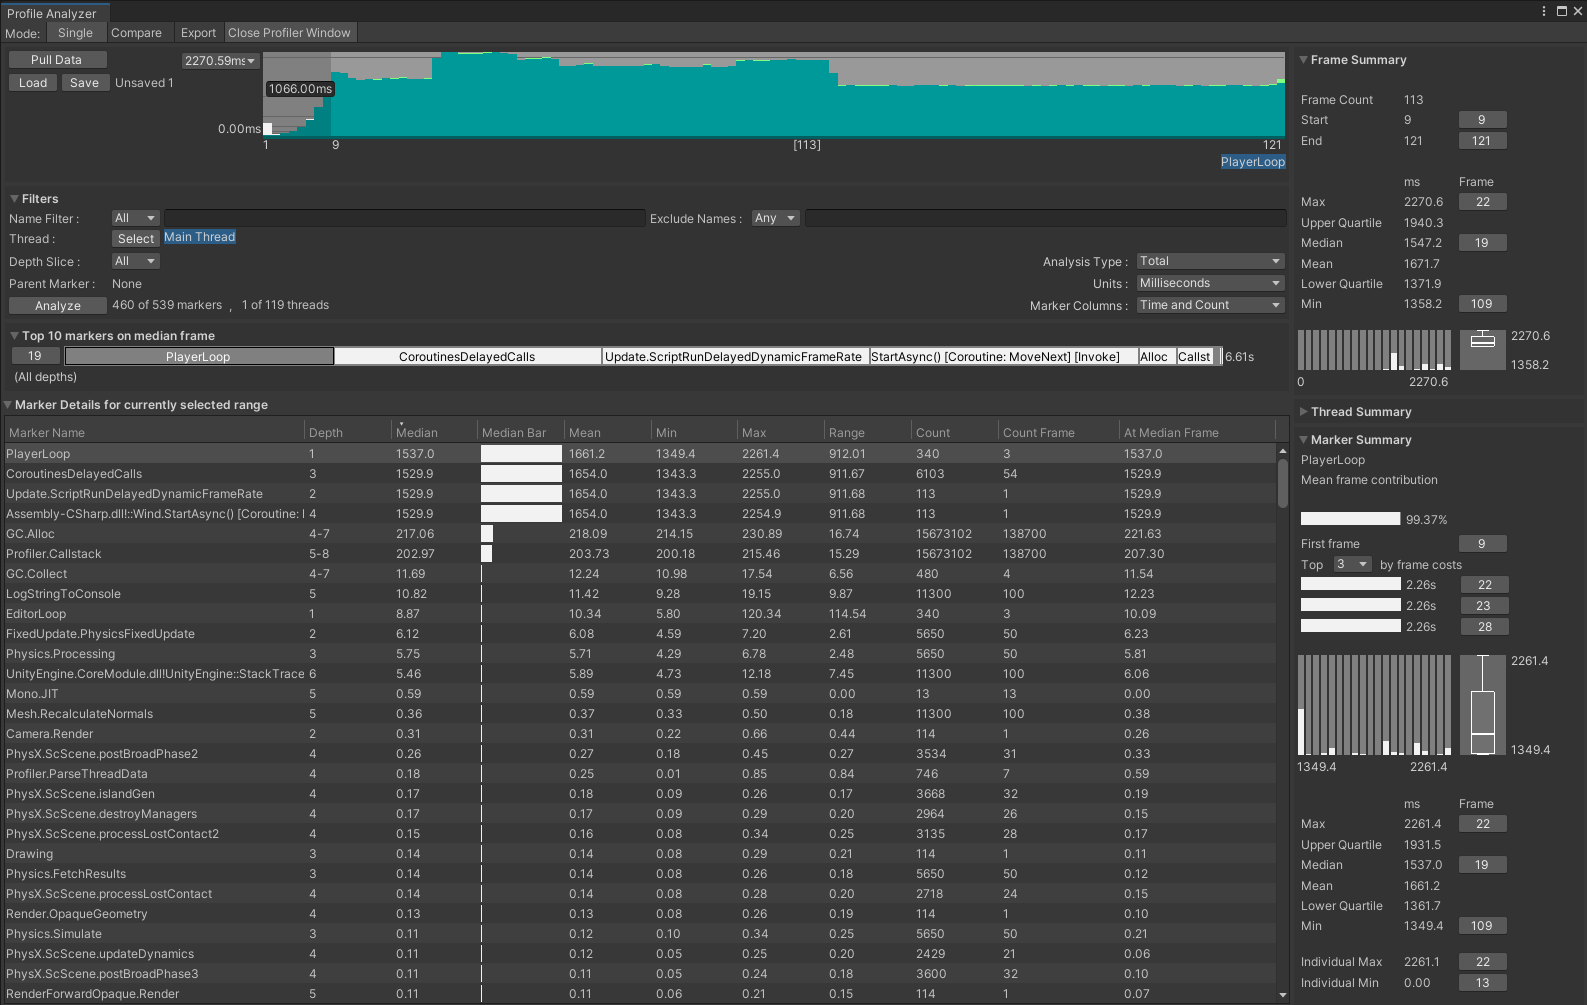 Profile Analyzer
Mode: Single Compare Export Close Profiler Window
Pull Data 2270.59ms
Load Save Unsaved 1
1066.00ms
0.00ms
1 9 [113] 121
PlayerLoop
Filters
Name Filter : All Exclude Names : Any
Thread : Select Main Thread
Depth Slice : All Analysis Type : Total
Parent Marker : None Units : Milliseconds
Analyze 460 of 539 markers , 1 of 119 threads Marker Columns : Time and Count
Top 10 markers on median frame
19 PlayerLoop CoroutinesDelayedCalls Update.ScriptRunDelayedDynamicFrameRate StartAsync() [Coroutine: MoveNext] [Invoke] Alloc Callst 6.61s
(All depths)
Marker Details for currently selected range
Marker Name Depth Median Median Bar Mean Min Max Range Count Count Frame At Median Frame
PlayerLoop 1 1537.0 1661.2 1349.4 2261.4 912.01 340 3 1537.0
CoroutinesDelayedCalls 3 1529.9 1654.0 1343.3 2255.0 911.67 6103 54 1529.9
Update.ScriptRunDelayedDynamicFrameRate 2 1529.9 1654.0 1343.3 2255.0 911.68 113 1 1529.9
Assembly-CSharp.dll!::Wind.StartAsync() [Coroutine: I 4 1529.9 1654.0 1343.3 2254.9 911.68 113 1 1529.9
GC.Alloc 4-7 217.06 218.09 214.15 230.89 16.74 15673102 138700 221.63
Profiler.Callstack 5-8 202.97 203.73 200.18 215.46 15.29 15673102 138700 207.30
GC.Collect 4-7 11.69 12.24 10.98 17.54 6.56 480 4 11.54
LogStringToConsole 5 10.82 11.42 9.28 19.15 9.87 11300 100 12.23
EditorLoop 1 8.87 10.34 5.80 120.34 114.54 340 3 10.09
FixedUpdate.PhysicsFixedUpdate 2 6.12 6.08 4.59 7.20 2.61 5650 50 6.23
Physics.Processing 3 5.75 5.71 4.29 6.78 2.48 5650 50 5.81
UnityEngine.CoreModule.dll!UnityEngine::StackTrace 6 5.46 5.89 4.73 12.18 7.45 11300 100 6.06
Mono.JIT 5 0.59 0.59 0.59 0.59 0.00 13 13 0.00
Mesh.RecalculateNormals 5 0.36 0.37 0.33 0.50 0.18 11300 100 0.38
Camera.Render 2 0.31 0.31 0.22 0.66 0.44 114 1 0.26
PhysX.ScScene.postBroadPhase2 4 0.26 0.27 0.18 0.45 0.27 3534 31 0.33
Profiler.ParseThreadData 4 0.18 0.25 0.01 0.85 0.84 746 7 0.59
PhysX.ScScene.islandGen 4 0.17 0.18 0.09 0.26 0.17 3668 32 0.19
PhysX.ScScene.destroyManagers 4 0.17 0.17 0.09 0.29 0.20 2964 26 0.15
PhysX.ScScene.processLostContact2 4 0.15 0.16 0.08 0.34 0.25 3135 28 0.17
Drawing 3 0.14 0.14 0.08 0.29 0.21 114 1 0.11
Physics.FetchResults 3 0.14 0.14 0.08 0.26 0.18 5650 50 0.12
PhysX.ScScene.processLostContact 4 0.14 0.14 0.08 0.28 0.20 2718 24 0.15
Render.OpaqueGeometry 4 0.13 0.13 0.08 0.26 0.19 114 1 0.10
Physics.Simulate 3 0.11 0.12 0.10 0.34 0.25 5650 50 0.21
PhysX.ScScene.updateDynamics 4 0.11 0.12 0.05 0.25 0.20 2429 21 0.06
PhysX.ScScene.postBroadPhase3 4 0.11 0.11 0.05 0.24 0.18 3600 32 0.10
RenderForwardOpaque.Render 5 0.11 0.11 0.06 0.21 0.15 114 1 0.07
Frame Summary
Frame Count 113
Start 9 9
End 121 121
ms Frame
Max 2270.6 22
Upper Quartile 1940.3
Median 1547.2 19
Mean 1671.7
Lower Quartile 1371.9
Min 1358.2 109
2270.6
1358.2
0 2270.6
Thread Summary
Marker Summary
PlayerLoop
Mean frame contribution
99.37%
First frame 9
Top 3 by frame costs
2.26s 22
2.26s 23
2.26s 28
2261.4
1349.4
1349.4 2261.4
ms Frame
Max 2261.4 22
Upper Quartile 1931.5
Median 1537.0 19
Mean 1661.2
Lower Quartile 1361.7
Min 1349.4 109
Individual Max 2261.1 22
Individual Min 0.00 13